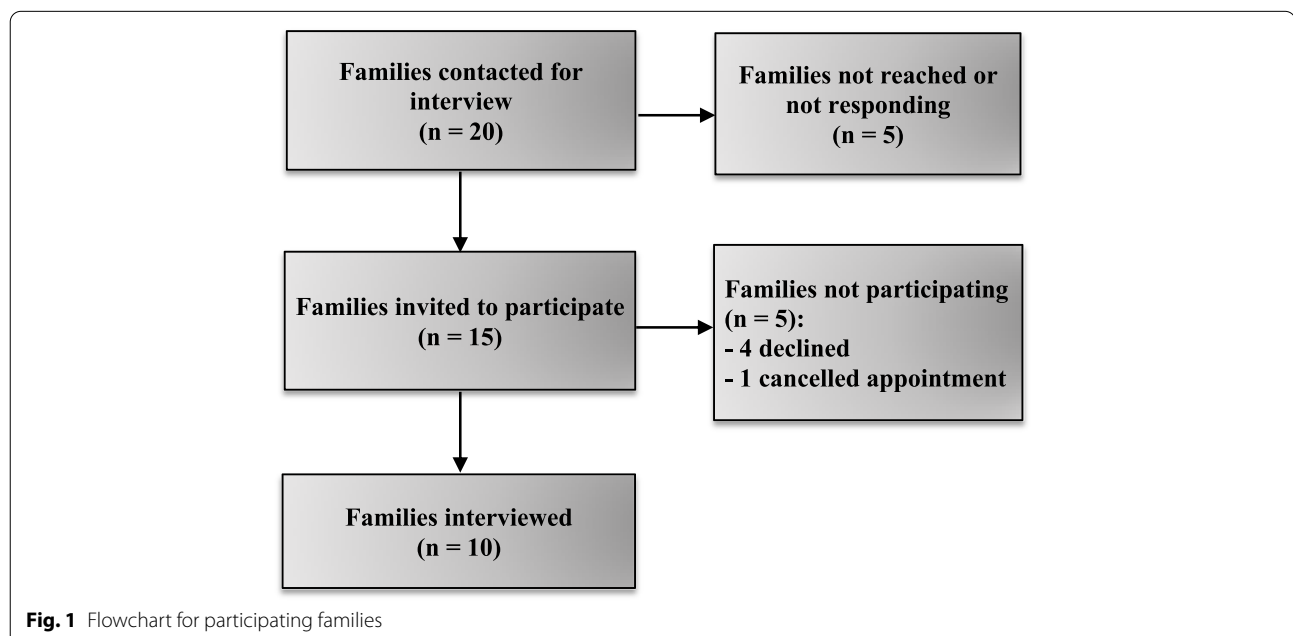 Families contacted for
interview
(n = 20)
Families not reached or
not responding
(n = 5)
Families invited to participate
(n = 15)
Families not participating
(n = 5):
- 4 declined
- 1 cancelled appointment
Families interviewed
(n = 10)
Fig. 1 Flowchart for participating families